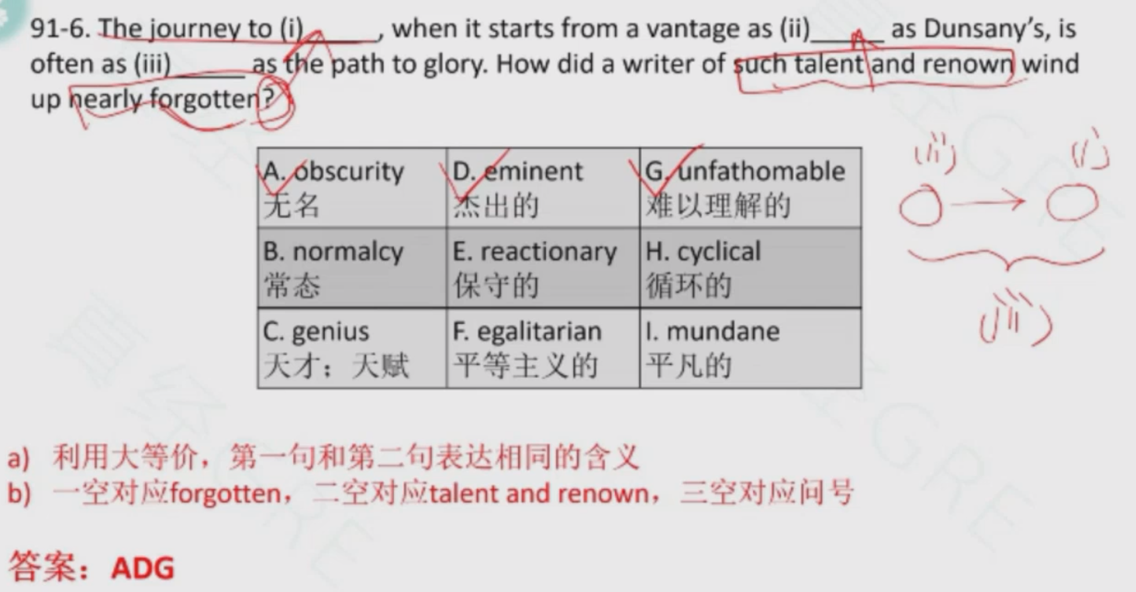 91-6. The journey to (i)_____, when it starts from a vantage as (ii)_____ as Dunsany's, is
often as (iii)_____ as the path to glory. How did a writer of such talent and renown wind
up nearly forgotten?
(ii) (i)
A. obscurity D. eminent G. unfathomable
无名 杰出的 难以理解的
B. normalcy E. reactionary H. cyclical
常态 保守的 循环的
(iii)
C. genius F. egalitarian I. mundane
天才；天赋 平等主义的 平凡的
a) 利用大等价，第一句和第二句表达相同的含义
b) 一空对应forgotten，二空对应talent and renown，三空对应问号
答案：ADG